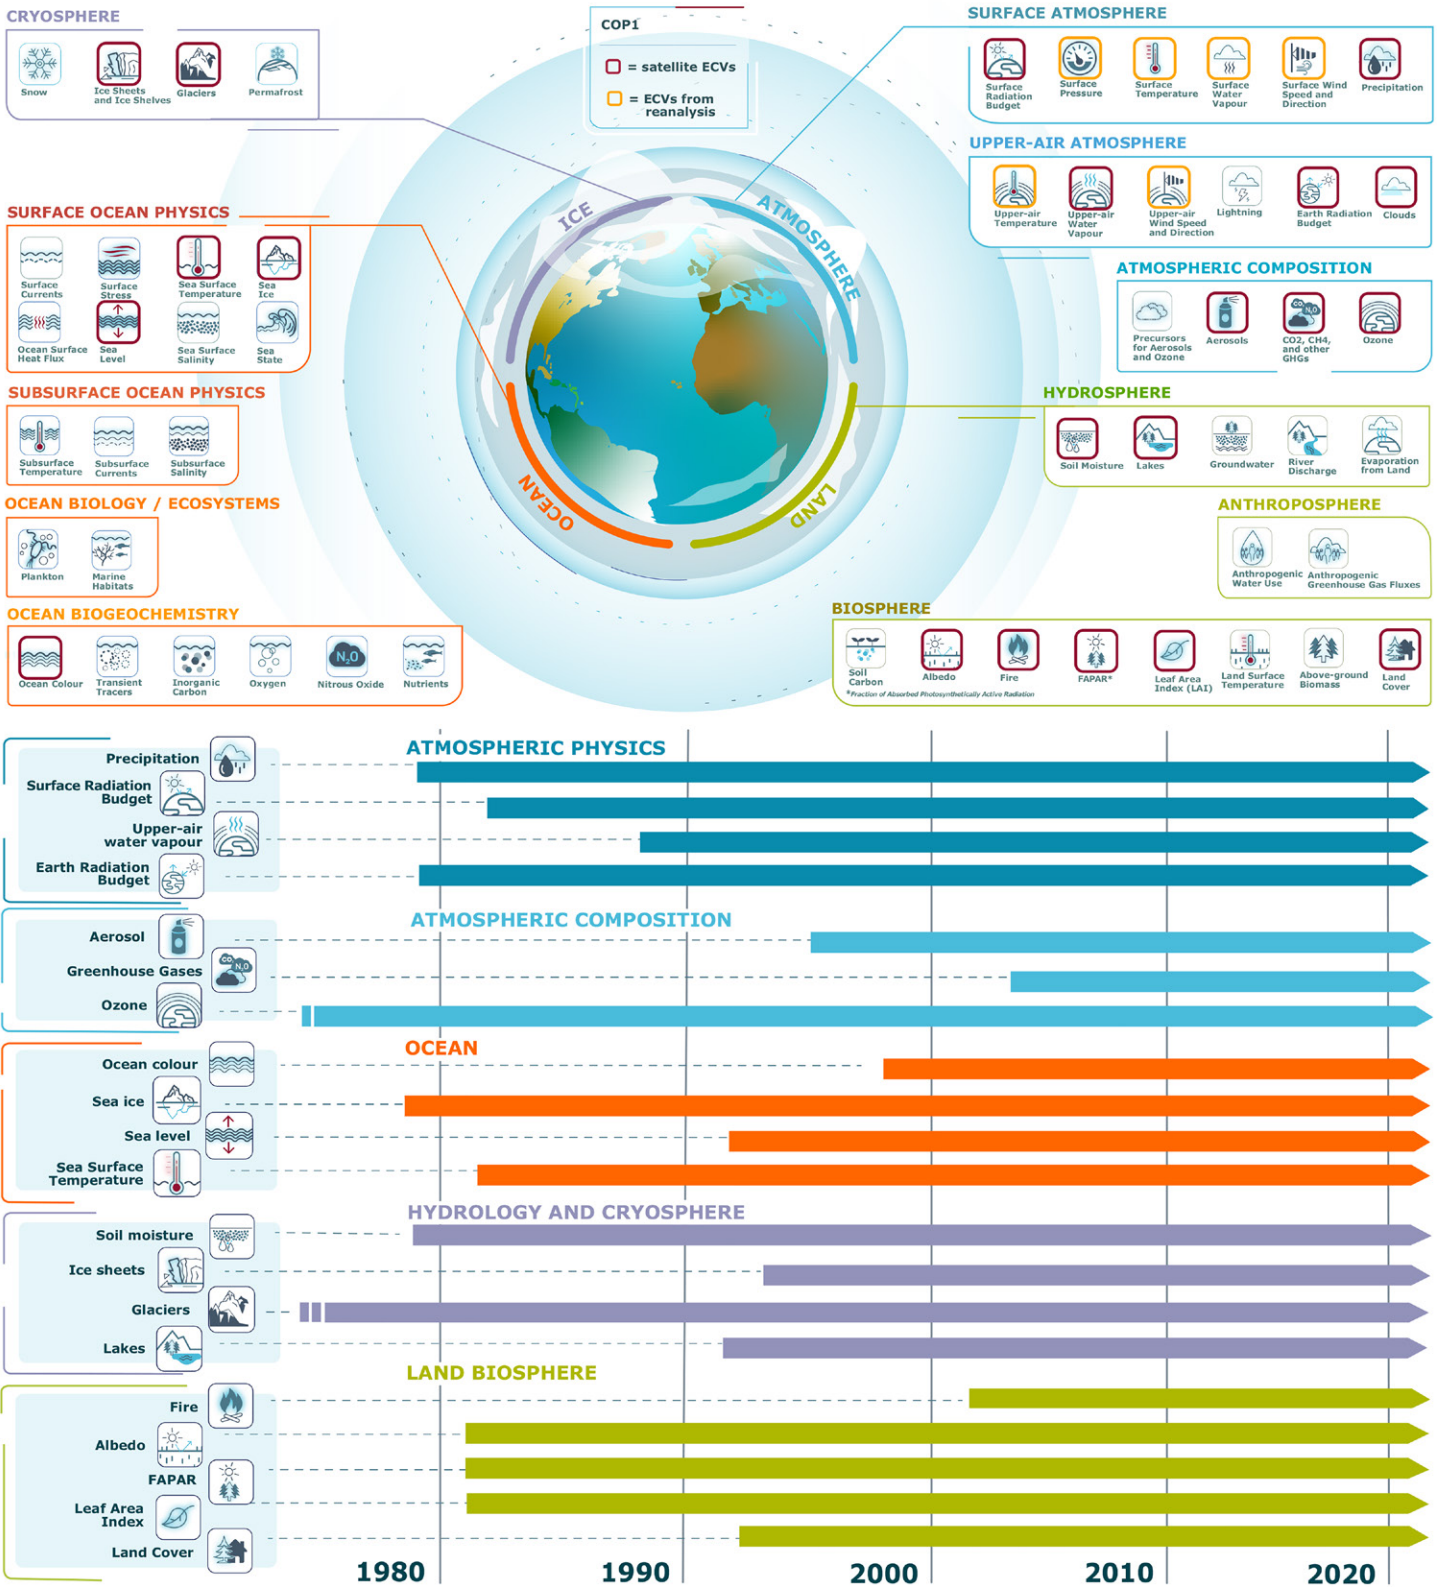 CRYOSPHERE
Snow
Ice Sheets
and Ice Shelves
Glaciers
Permafrost
COP1
= satellite ECVs
= ECVs from
reanalysis
SURFACE ATMOSPHERE
Surface
Radiation
Budget
Surface
Pressure
Surface
Temperature
Surface
Water
Vapour
Surface Wind
Speed and
Direction
Precipitation
UPPER-AIR ATMOSPHERE
Upper-air
Temperature
Upper-air
Water
Vapour
Upper-air
Wind Speed
and Direction
Lightning
Earth Radiation
Budget
Clouds
ATMOSPHERIC COMPOSITION
Precursors
for Aerosols
and Ozone
Aerosols
CO2, CH4,
and other
GHGs
Ozone
SURFACE OCEAN PHYSICS
Surface
Currents
Surface
Stress
Sea Surface
Temperature
Sea
Ice
Ocean Surface
Heat Flux
Sea
Level
Sea Surface
Salinity
Sea
State
SUBSURFACE OCEAN PHYSICS
Subsurface
Temperature
Subsurface
Currents
Subsurface
Salinity
OCEAN BIOLOGY / ECOSYSTEMS
Plankton
Marine
Habitats
OCEAN BIOGEOCHEMISTRY
Ocean Colour
Transient
Tracers
Inorganic
Carbon
Oxygen
N₂O
Nitrous Oxide
Nutrients
ICE
ATMOSPHERE
OCEAN
LAND
HYDROSPHERE
Soil Moisture
Lakes
Groundwater
River
Discharge
Evaporation
from Land
ANTHROPOSPHERE
Anthropogenic
Water Use
Anthropogenic
Greenhouse Gas Fluxes
BIOSPHERE
Soil
Carbon
Albedo
Fire
FAPAR*
Leaf Area
Index (LAI)
Land Surface
Temperature
Above-ground
Biomass
Land
Cover
*Fraction of Absorbed Photosynthetically Active Radiation
ATMOSPHERIC PHYSICS
Precipitation
Surface Radiation
Budget
Upper-air
water vapour
Earth Radiation
Budget
ATMOSPHERIC COMPOSITION
Aerosol
Greenhouse Gases
Ozone
OCEAN
Ocean colour
Sea ice
Sea level
Sea Surface
Temperature
HYDROLOGY AND CRYOSPHERE
Soil moisture
Ice sheets
Glaciers
Lakes
LAND BIOSPHERE
Fire
Albedo
FAPAR
Leaf Area
Index
Land Cover
1980
1990
2000
2010
2020